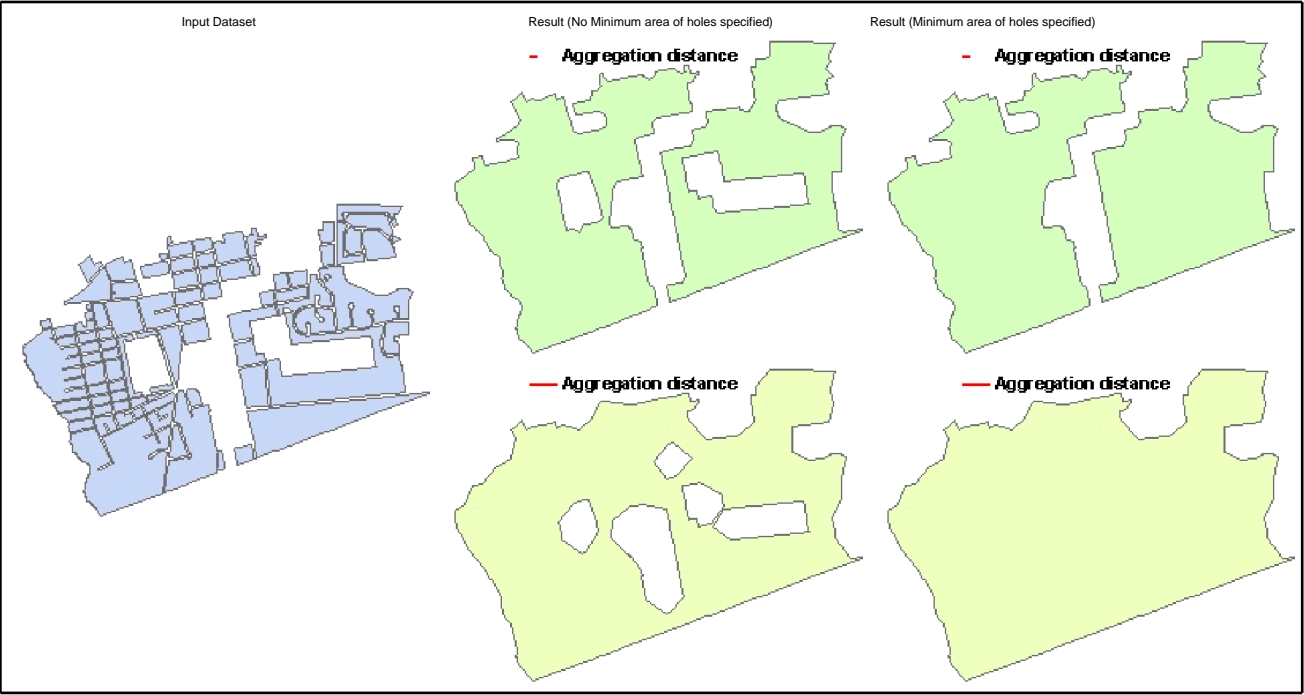 Input Dataset
Result (No Minimum area of holes specified)
Result (Minimum area of holes specified)
Aggregation distance
Aggregation distance
Aggregation distance
Aggregation distance